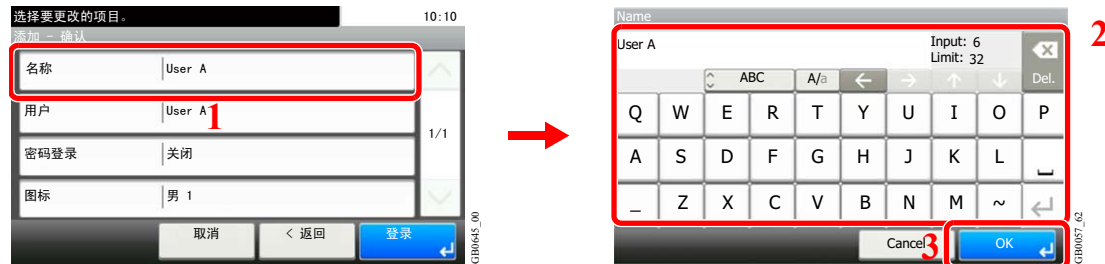 选择要更改的项目。 10:10
添加 - 确认
名称 User A
用户 User A
1
1/1
密码登录 关闭
图标 男 1
取消 < 返回 登录
GB0645_00
Name
2
User A Input: 6
Limit: 32
ABC A/a Del.
Q W E R T Y U I O P
A S D F G H J K L
_ Z X C V B N M ~
Cancel 3 OK
GB0057_62